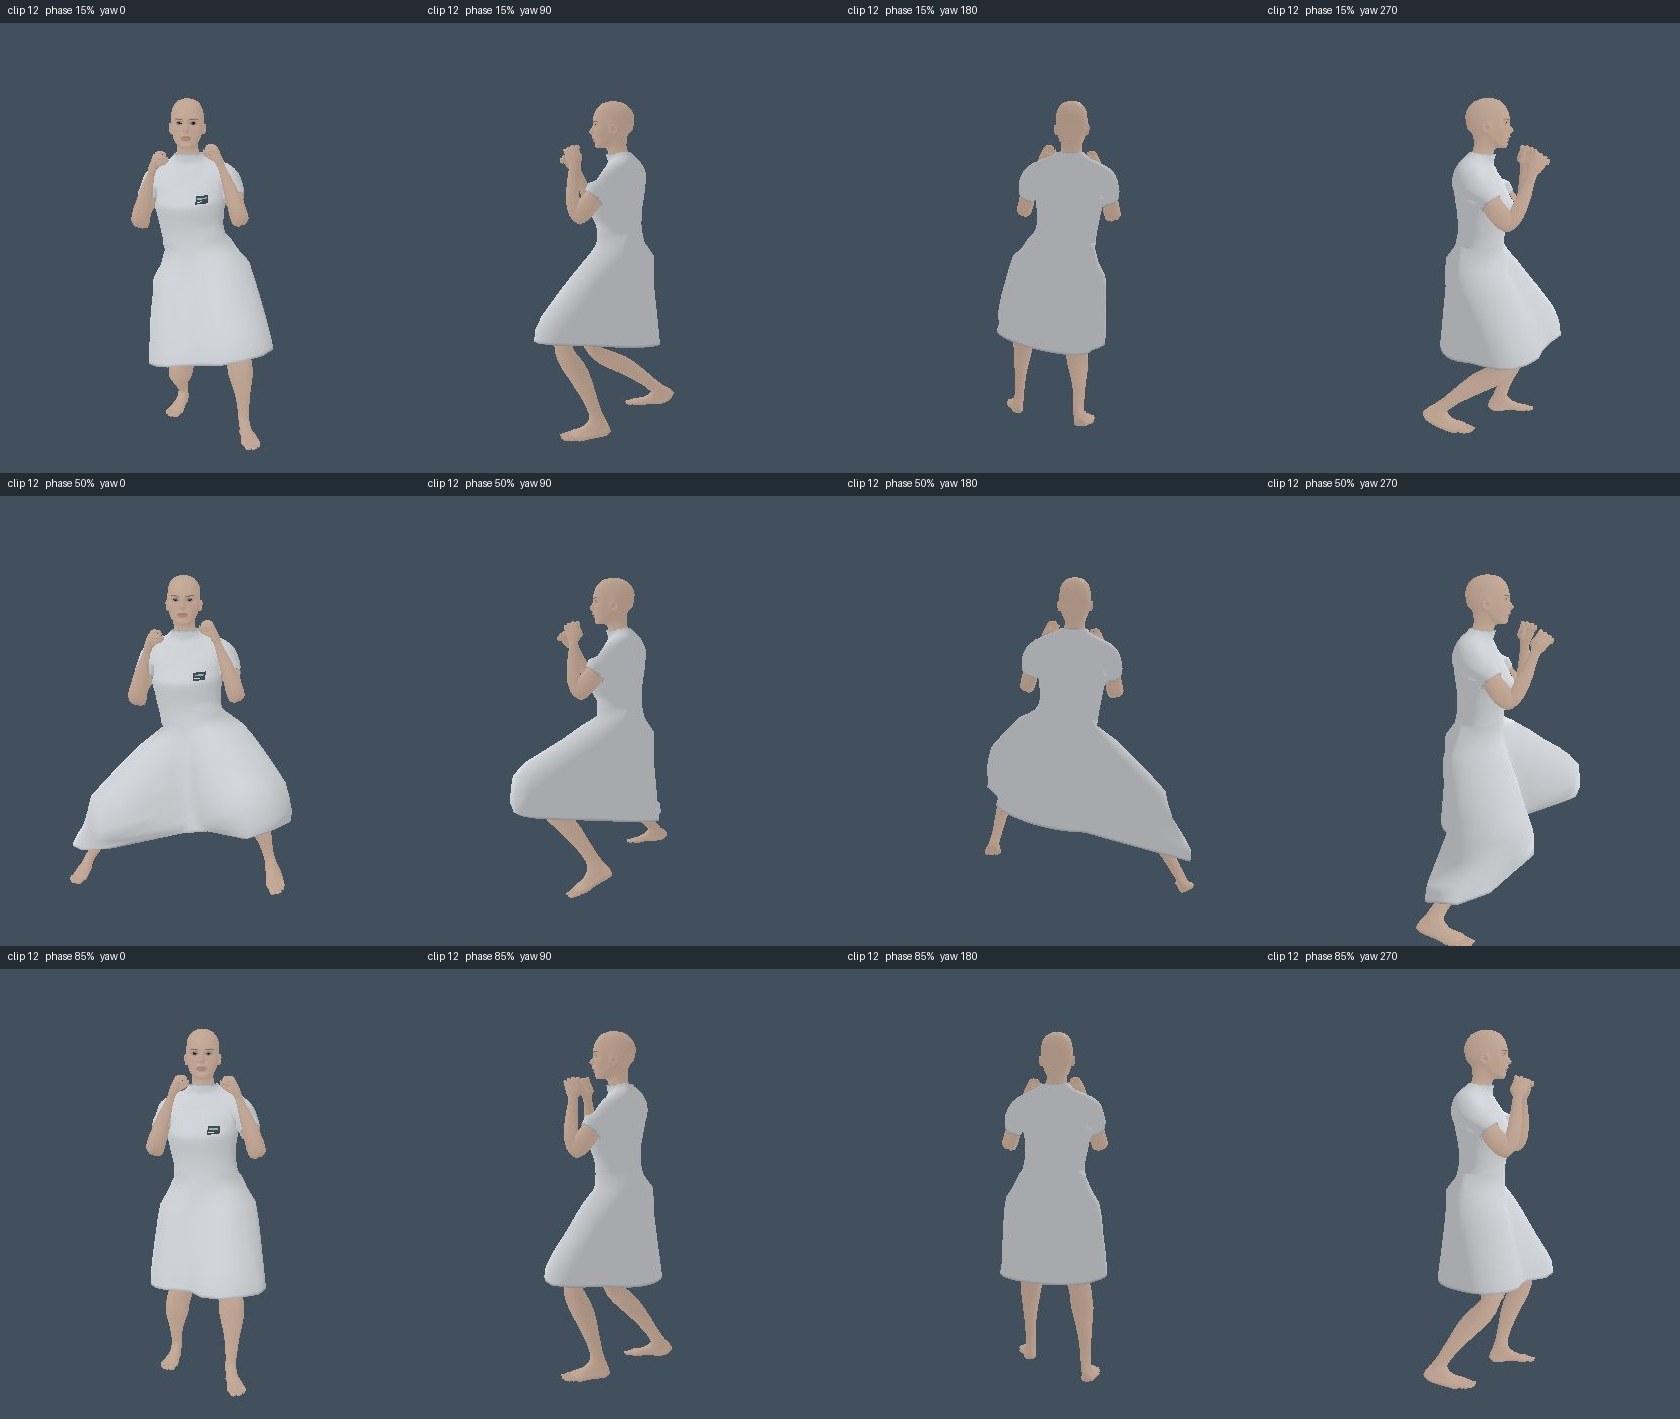 clip 12 phase 15% yaw 0
clip 12 phase 15% yaw 90
clip 12 phase 15% yaw 180
clip 12 phase 15% yaw 270
clip 12 phase 50% yaw 0
clip 12 phase 50% yaw 90
clip 12 phase 50% yaw 180
clip 12 phase 50% yaw 270
clip 12 phase 85% yaw 0
clip 12 phase 85% yaw 90
clip 12 phase 85% yaw 180
clip 12 phase 85% yaw 270